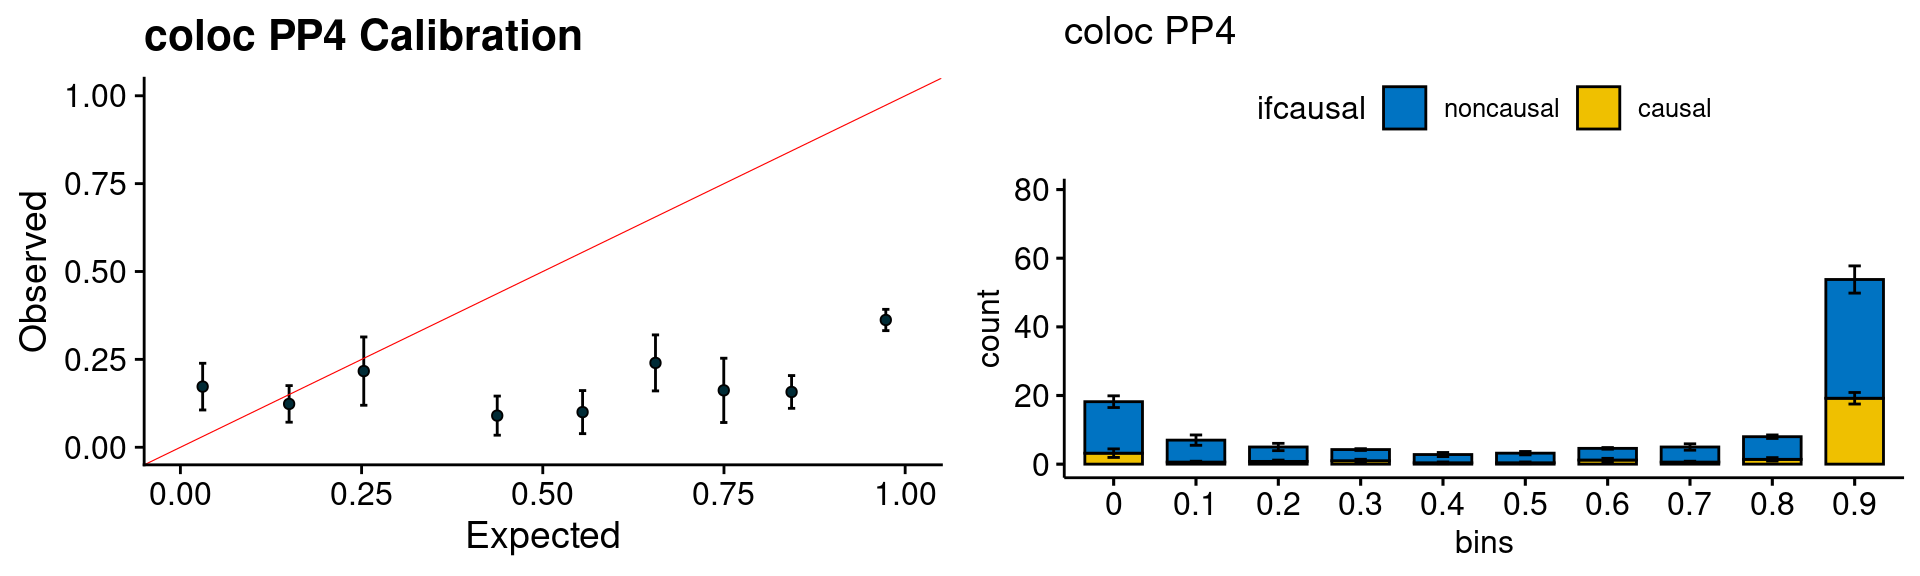 coloc PP4 Calibration
1.00
0.75
0.50
0.25
0.00
Observed
0.00 0.25 0.50 0.75 1.00
Expected
coloc PP4
ifcausal noncausal causal
80
60
40
20
0
count
0 0.1 0.2 0.3 0.4 0.5 0.6 0.7 0.8 0.9
bins